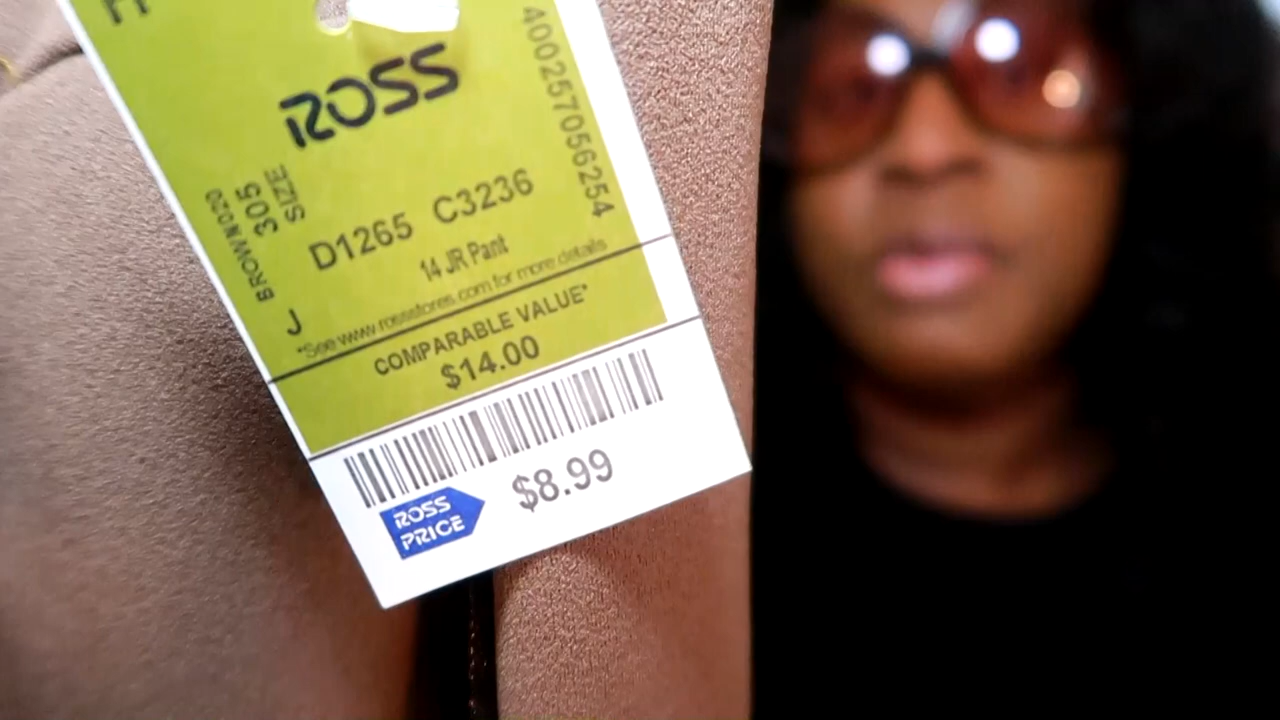 ROSS
400257056254
SIZE
305
BROWN020
D1265 C3236
14 JR Pant
J
*See www.rossstores.com for more details
COMPARABLE VALUE*
$14.00
ROSS
PRICE
$8.99